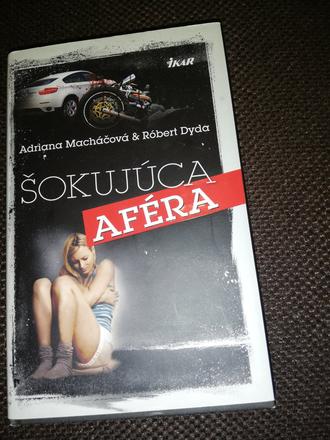 IKAR
Adriana Macháčová & Róbert Dyda
ŠOKUJÚCA
AFÉRA